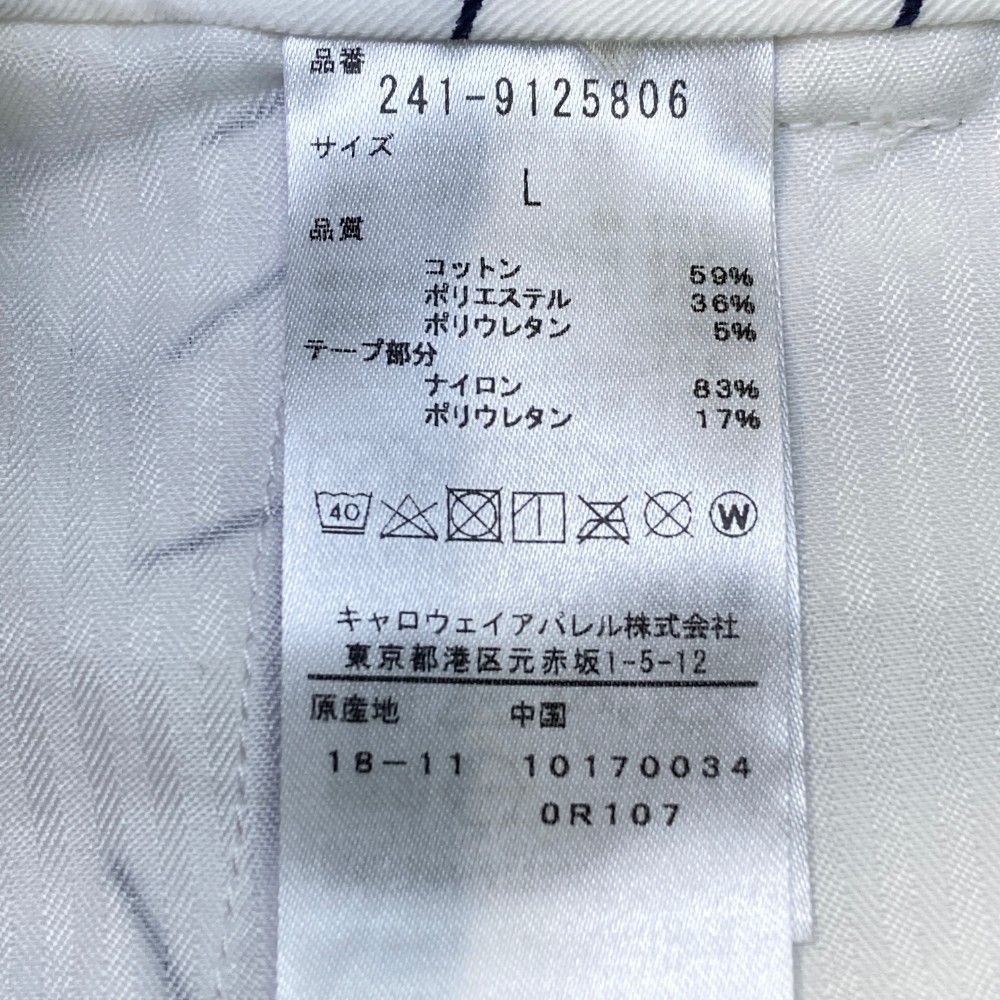 品番
241-9125806
サイズ
L
品質
コットン 59%
ポリエステル 36%
ポリウレタン 5%
テープ部分
ナイロン 83%
ポリウレタン 17%
40 W
キャロウェイアパレル株式会社
東京都港区元赤坂1-5-12
原産地 中国
18-11 10170034
0R107